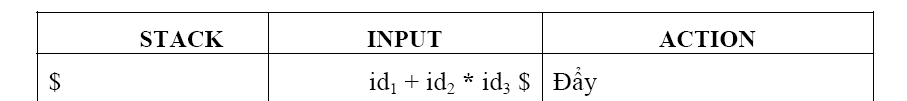 STACK INPUT ACTION
$ id₁ + id₂ * id₃ $ Đẩy